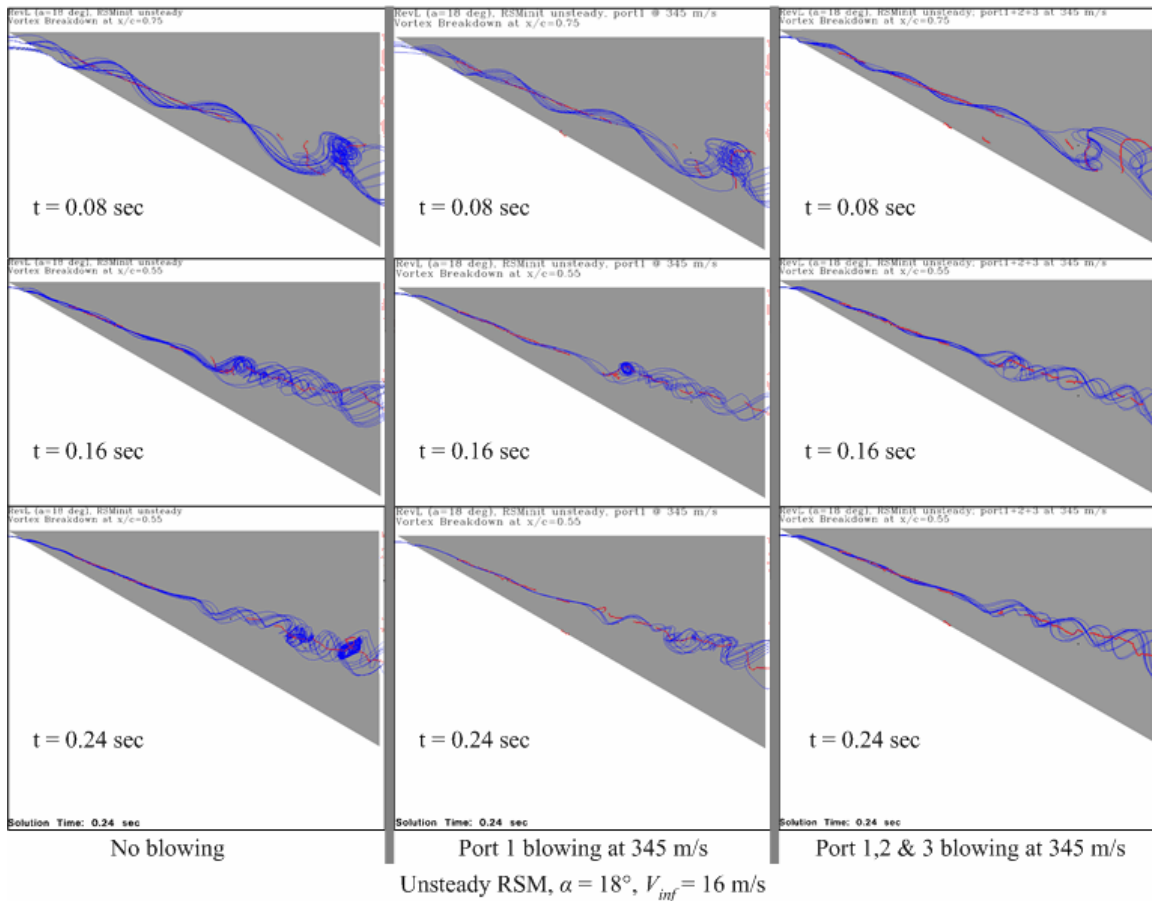 RevL (a=18 deg), RSMinit unsteady
Vortex Breakdown at x/c=0.75
t = 0.08 sec
RevL (a=18 deg), RSMinit unsteady, port1 @ 345 m/s
Vortex Breakdown at x/c=0.75
t = 0.08 sec
RevL (a=18 deg), RSMinit unsteady, port1+2+3 at 345 m/s
Vortex Breakdown at x/c=0.75
t = 0.08 sec
RevL (a=18 deg), RSMinit unsteady
Vortex Breakdown at x/c=0.55
t = 0.16 sec
RevL (a=18 deg), RSMinit unsteady, port1 @ 345 m/s
Vortex Breakdown at x/c=0.55
t = 0.16 sec
RevL (a=18 deg), RSMinit unsteady, port1+2+3 at 345 m/s
Vortex Breakdown at x/c=0.55
t = 0.16 sec
RevL (a=18 deg), RSMinit unsteady
Vortex Breakdown at x/c=0.55
t = 0.24 sec
Solution Time: 0.24 sec
RevL (a=18 deg), RSMinit unsteady, port1 @ 345 m/s
Vortex Breakdown at x/c=0.55
t = 0.24 sec
Solution Time: 0.24 sec
RevL (a=18 deg), RSMinit unsteady, port1+2+3 at 345 m/s
Vortex Breakdown at x/c=0.55
t = 0.24 sec
Solution Time: 0.24 sec
No blowing
Port 1 blowing at 345 m/s
Port 1,2 & 3 blowing at 345 m/s
Unsteady RSM, α = 18°, V_inf = 16 m/s